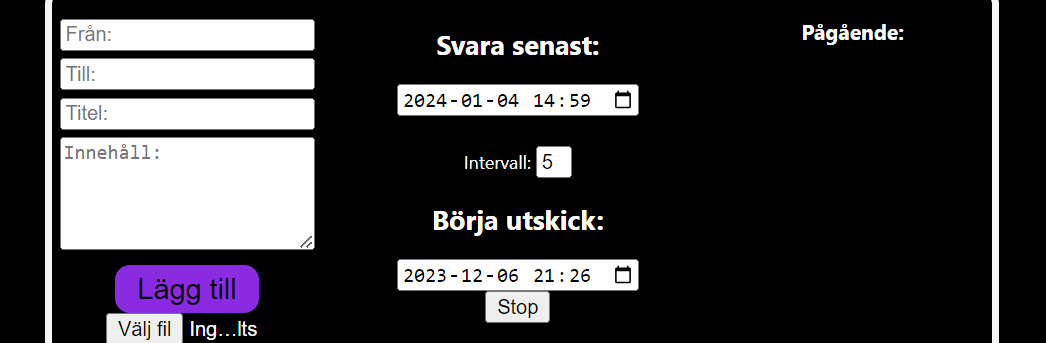 Från:
Till:
Titel:
Innehåll:
Lägg till
Välj fil Ing…lts
Svara senast:
2024-01-04 14:59
Intervall: 5
Börja utskick:
2023-12-06 21:26
Stop
Pågående: